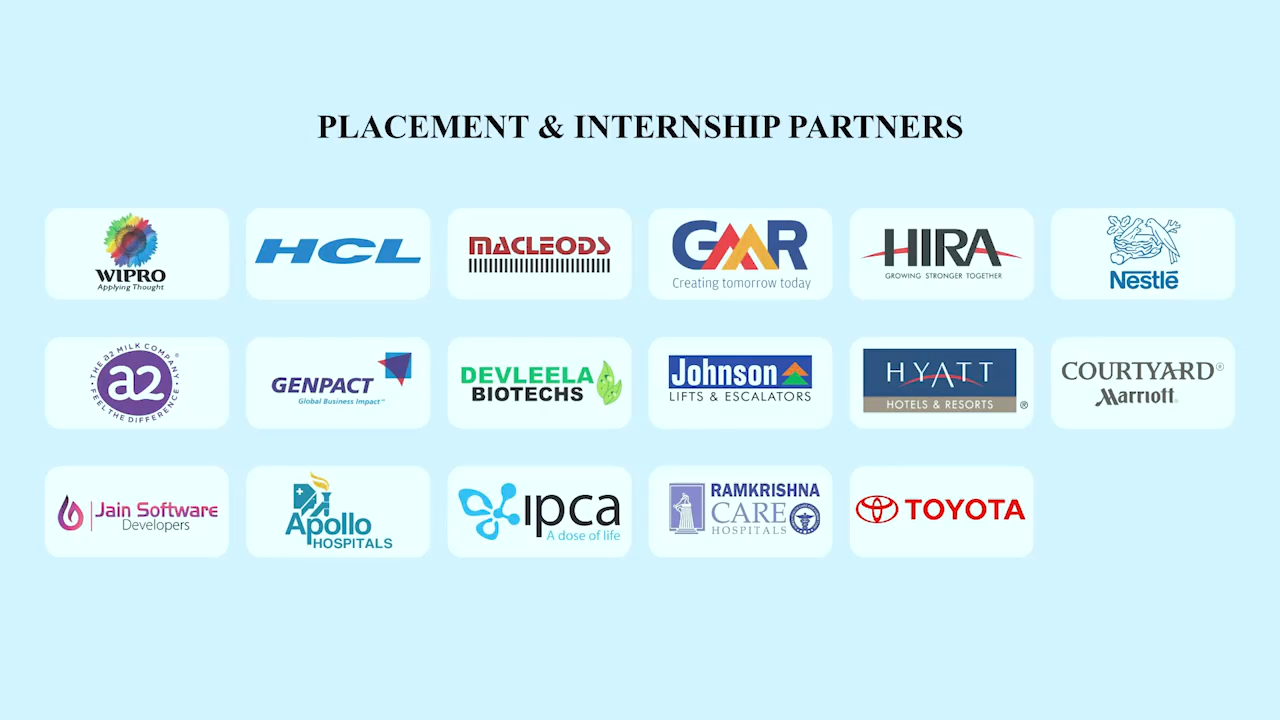 PLACEMENT & INTERNSHIP PARTNERS
WIPRO
Applying Thought
HCL
MACLEODS
GMR
Creating tomorrow today
HIRA
GROWING STRONGER TOGETHER
Nestlé
THE a2 MILK COMPANY
®
a2
FEEL THE DIFFERENCE
GENPACT
Global Business Impact℠
DEVLEELA
BIOTECHS
Johnson
LIFTS & ESCALATORS
HYATT
HOTELS & RESORTS ®
COURTYARD®
Marriott®
Jain Software
Developers
Apollo
HOSPITALS
ipca
A dose of life
RAMKRISHNA
CARE
HOSPITALS
TOYOTA